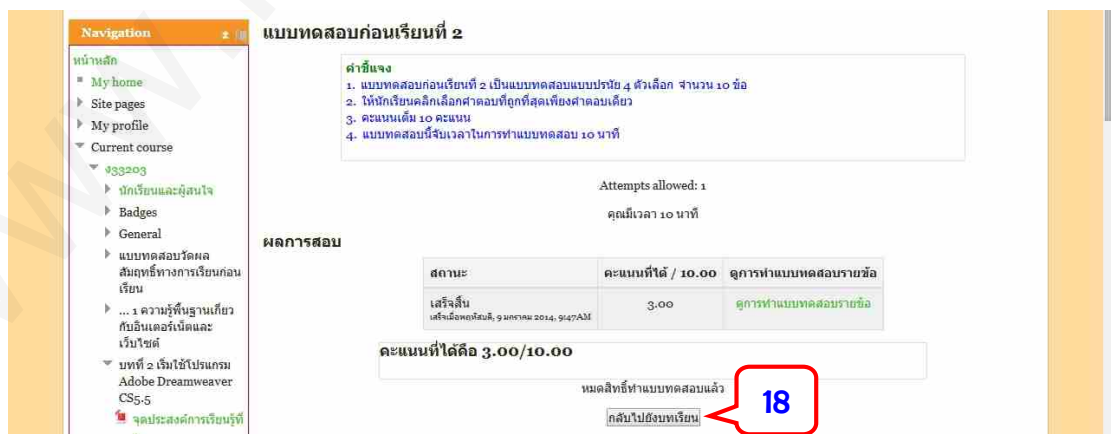 Navigation
หน้าหลัก
My home
Site pages
My profile
Current course
ง33203
นักเรียนและผู้สนใจ
Badges
General
แบบทดสอบวัดผล
สัมฤทธิ์ทางการเรียนก่อน
เรียน
... 1 ความรู้พื้นฐานเกี่ยว
กับอินเตอร์เน็ตและ
เว็บไซต์
บทที่ 2 เริ่มใช้โปรแกรม
Adobe Dreamweaver
CS5.5
จุดประสงค์การเรียนรู้ที่
แบบทดสอบก่อนเรียนที่ 2
คำชี้แจง
1. แบบทดสอบก่อนเรียนที่ 2 เป็นแบบทดสอบแบบปรนัย 4 ตัวเลือก จำนวน 10 ข้อ
2. ให้นักเรียนคลิกเลือกคำตอบที่ถูกที่สุดเพียงคำตอบเดียว
3. คะแนนเต็ม 10 คะแนน
4. แบบทดสอบนี้จับเวลาในการทำแบบทดสอบ 10 นาที
Attempts allowed: 1
คุณมีเวลา 10 นาที
ผลการสอบ
สถานะ คะแนนที่ได้ / 10.00 ดูการทำแบบทดสอบรายข้อ
เสร็จสิ้น 3.00 ดูการทำแบบทดสอบรายข้อ
เสร็จเมื่อพฤหัสบดี, 9 มกราคม 2014, 9:47AM
คะแนนที่ได้คือ 3.00/10.00
หมดสิทธิ์ทำแบบทดสอบแล้ว
กลับไปยังบทเรียน
18